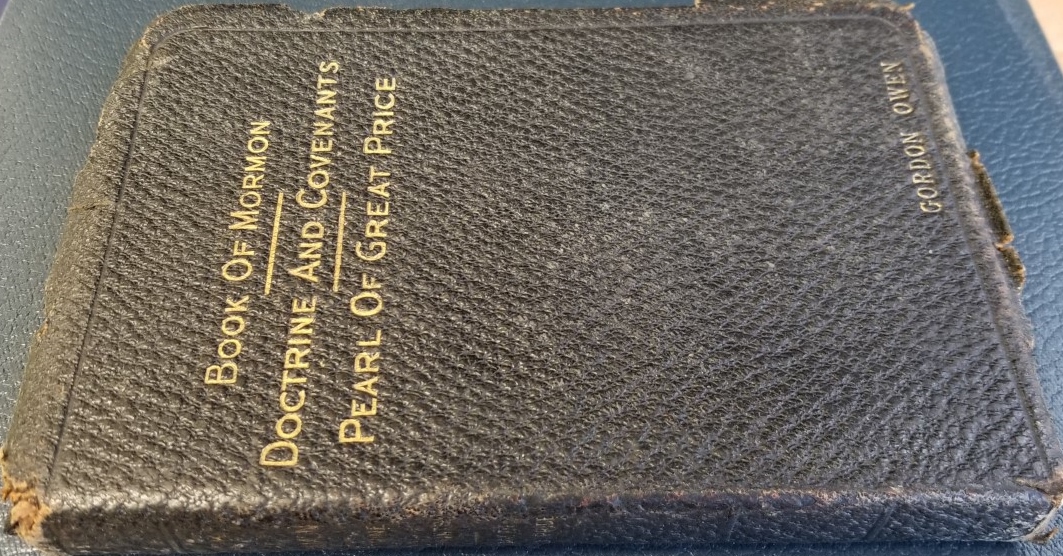 BOOK OF MORMON
DOCTRINE AND COVENANTS
PEARL OF GREAT PRICE
GORDON OWEN